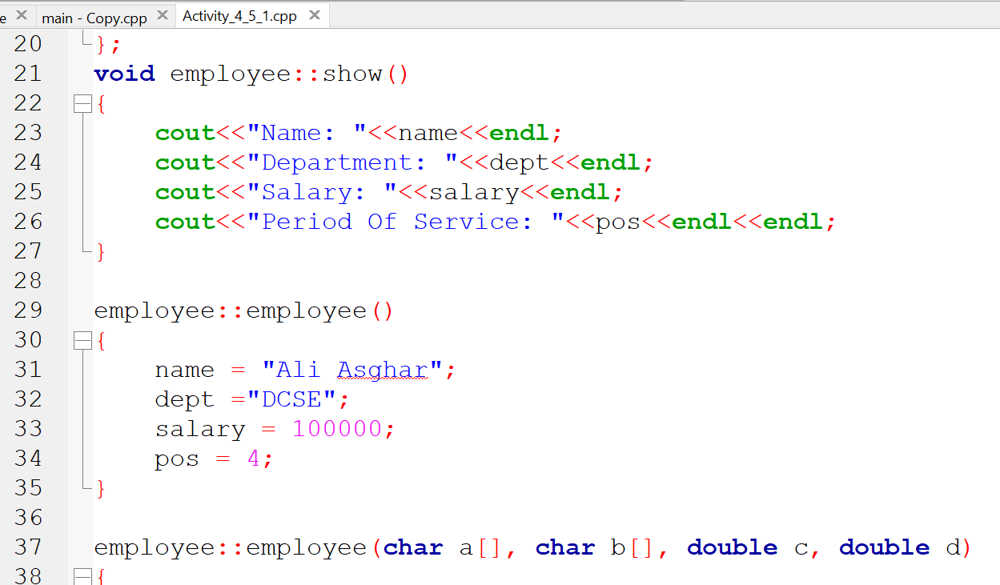 e ✕ main - Copy.cpp ✕ Activity_4_5_1.cpp ✕
20 };
21 void employee::show()
22 {
23 cout<<"Name: "<<name<<endl;
24 cout<<"Department: "<<dept<<endl;
25 cout<<"Salary: "<<salary<<endl;
26 cout<<"Period Of Service: "<<pos<<endl<<endl;
27 }
28
29 employee::employee()
30 {
31 name = "Ali Asghar";
32 dept ="DCSE";
33 salary = 100000;
34 pos = 4;
35 }
36
37 employee::employee(char a[], char b[], double c, double d)
38 {